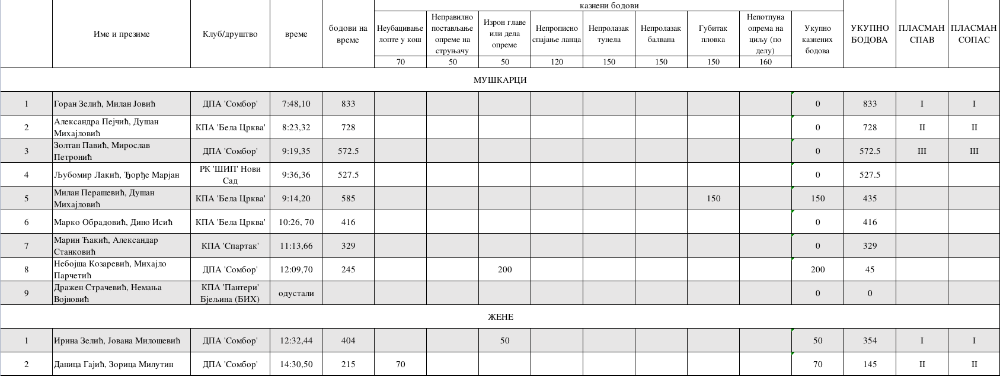 казнени бодови
Име и презиме Клуб/друштво време бодови на време Неубацивање лопте у кош Неправилно постављање опреме на струњачу Изрон главе или дела опреме Непрописно спајање ланца Непролазак тунела Непролазак балвана Губитак пловка Непотпуна опрема на циљу (по делу) Укупно казнених бодова УКУПНО БОДОВА ПЛАСМАН СПАВ ПЛАСМАН СОПАС
70 50 50 120 150 150 150 160
МУШКАРЦИ
1 Горан Зелић, Милан Јовић ДПА 'Сомбор' 7:48,10 833 0 833 I I
2 Александра Пејчић, Душан Михајловић КПА 'Бела Црква' 8:23,32 728 0 728 II II
3 Золтан Павић, Мирослав Петронић ДПА 'Сомбор' 9:19,35 572.5 0 572.5 III III
4 Љубомир Лакић, Ђорђе Марјан РК 'ШИП' Нови Сад 9:36,36 527.5 0 527.5
5 Милан Перашевић, Душан Михајловић КПА 'Бела Црква' 9:14,20 585 150 150 435
6 Марко Обрадовић, Дино Исић КПА 'Бела Црква' 10:26, 70 416 0 416
7 Марин Ћакић, Александар Станковић КПА 'Спартак' 11:13,66 329 0 329
8 Небојша Козаревић, Михајло Парчетић ДПА 'Сомбор' 12:09,70 245 200 200 45
9 Дражен Страчевић, Немања Војновић КПА 'Пантери' Бјељина (БИХ) одустали 0 0
ЖЕНЕ
1 Ирина Зелић, Јована Милошевић ДПА 'Сомбор' 12:32,44 404 50 50 354 I I
2 Даница Гајић, Зорица Милутин ДПА 'Сомбор' 14:30,50 215 70 70 145 II II